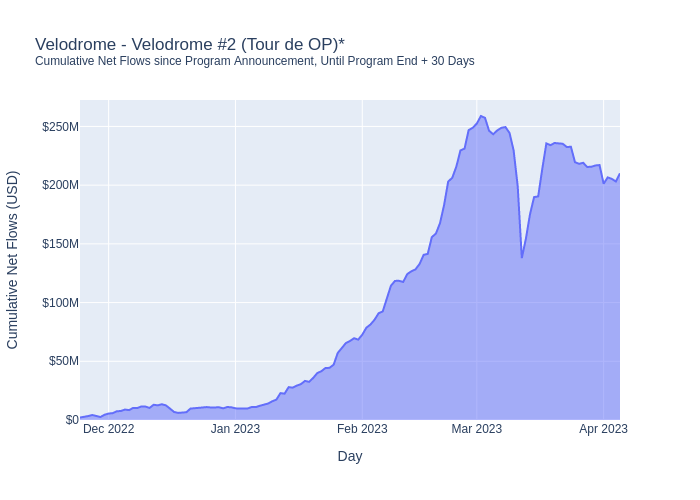 Velodrome - Velodrome #2 (Tour de OP)*
Cumulative Net Flows since Program Announcement, Until Program End + 30 Days
Cumulative Net Flows (USD)
$250M
$200M
$150M
$100M
$50M
$0
Dec 2022 Jan 2023 Feb 2023 Mar 2023 Apr 2023
Day